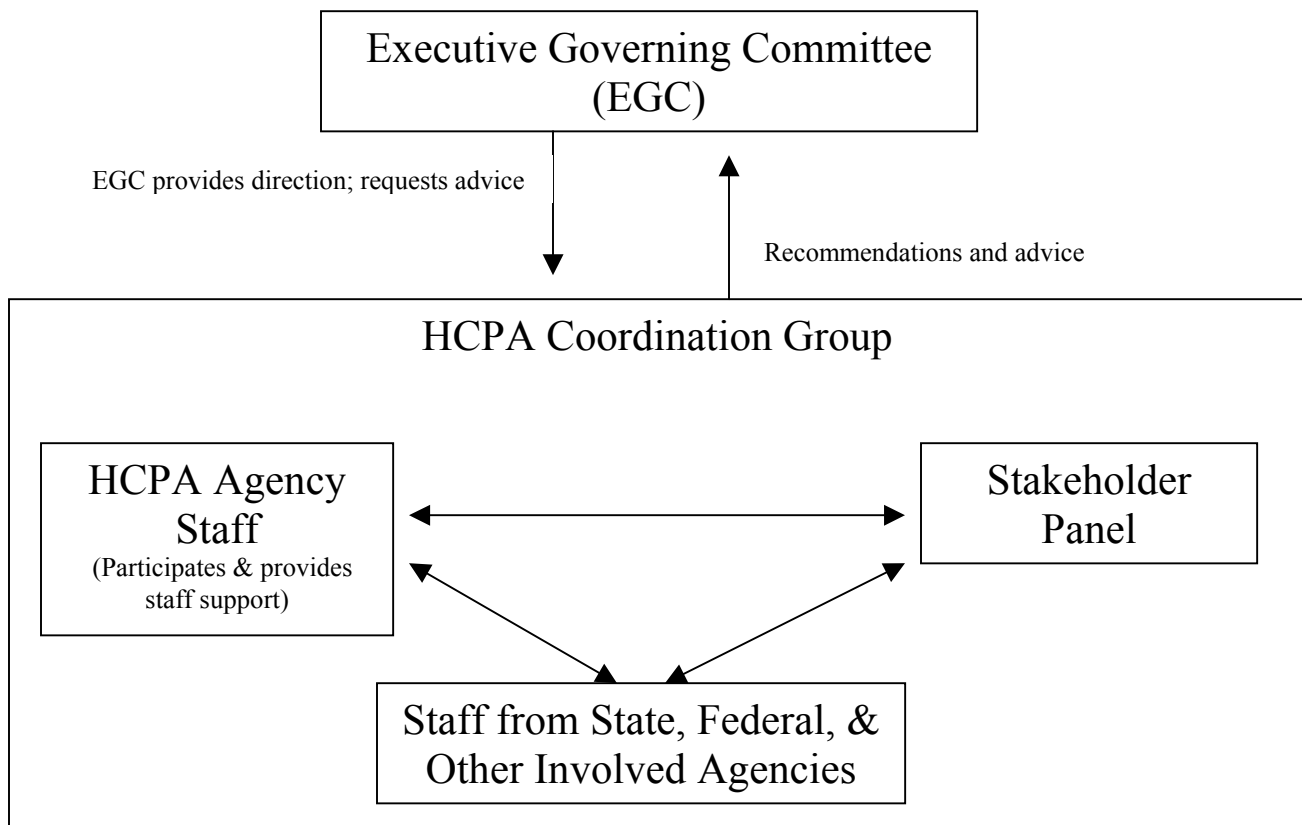 Executive Governing Committee
(EGC)
EGC provides direction; requests advice
Recommendations and advice
HCPA Coordination Group
HCPA Agency
Staff
(Participates & provides
staff support)
Stakeholder
Panel
Staff from State, Federal, &
Other Involved Agencies